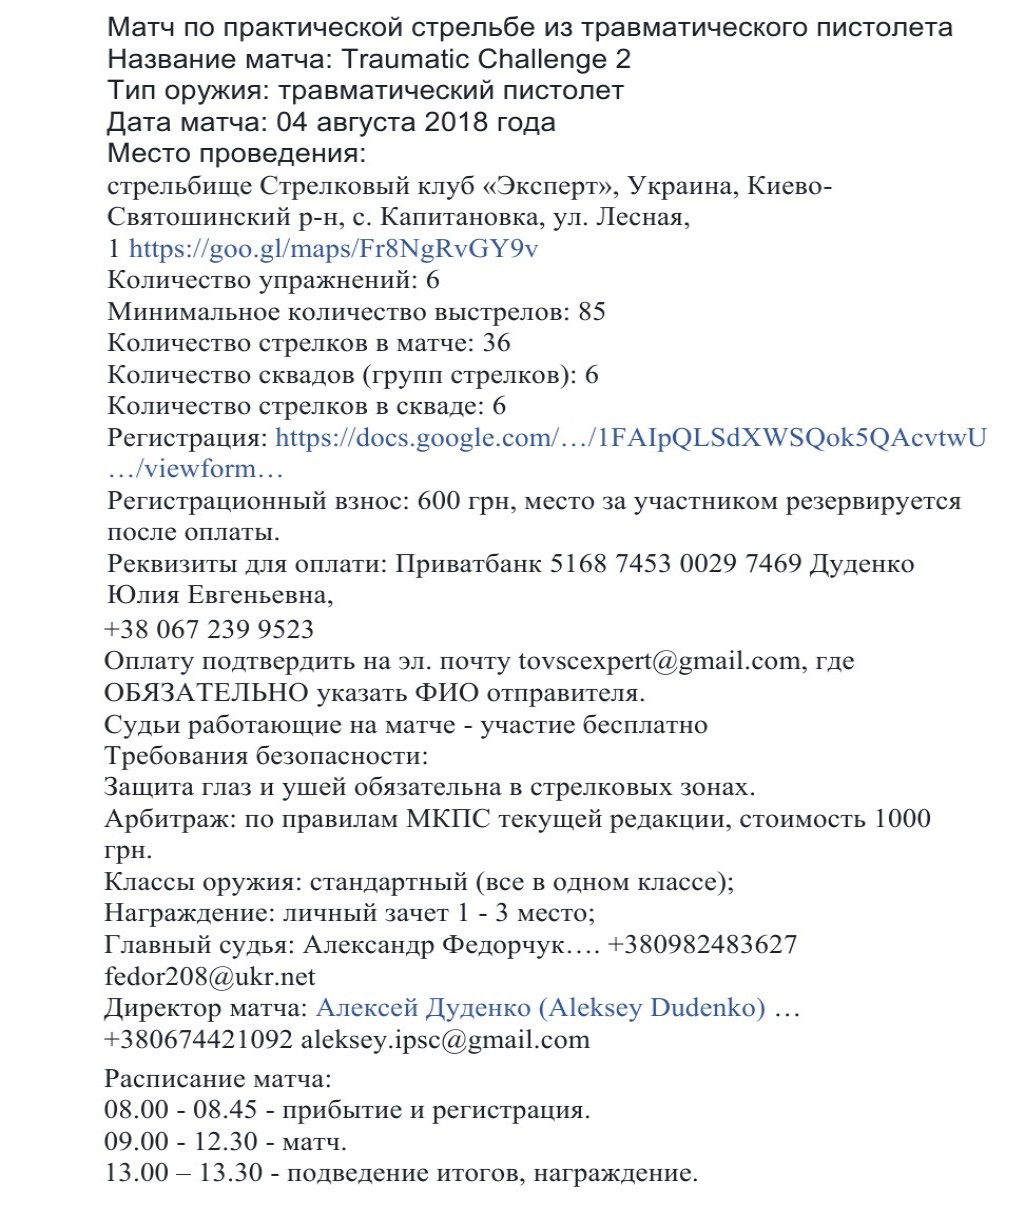 Матч по практической стрельбе из травматического пистолета
Название матча: Traumatic Challenge 2
Тип оружия: травматический пистолет
Дата матча: 04 августа 2018 года
Место проведения:
стрельбище Стрелковый клуб «Эксперт», Украина, Киево-
Святошинский р-н, с. Капитановка, ул. Лесная,
1 https://goo.gl/maps/Fr8NgRvGY9v
Количество упражнений: 6
Минимальное количество выстрелов: 85
Количество стрелков в матче: 36
Количество сквадов (групп стрелков): 6
Количество стрелков в скваде: 6
Регистрация: https://docs.google.com/…/1FAIpQLSdXWSQok5QAcvtwU
…/viewform…
Регистрационный взнос: 600 грн, место за участником резервируется
после оплаты.
Реквизиты для оплати: Приватбанк 5168 7453 0029 7469 Дуденко
Юлия Евгеньевна,
+38 067 239 9523
Оплату подтвердить на эл. почту tovscexpert@gmail.com, где
ОБЯЗАТЕЛЬНО указать ФИО отправителя.
Судьи работающие на матче - участие бесплатно
Требования безопасности:
Защита глаз и ушей обязательна в стрелковых зонах.
Арбитраж: по правилам МКПС текущей редакции, стоимость 1000
грн.
Классы оружия: стандартный (все в одном классе);
Награждение: личный зачет 1 - 3 место;
Главный судья: Александр Федорчук…. +380982483627
fedor208@ukr.net
Директор матча: Алексей Дуденко (Aleksey Dudenko) …
+380674421092 aleksey.ipsc@gmail.com
Расписание матча:
08.00 - 08.45 - прибытие и регистрация.
09.00 - 12.30 - матч.
13.00 – 13.30 - подведение итогов, награждение.